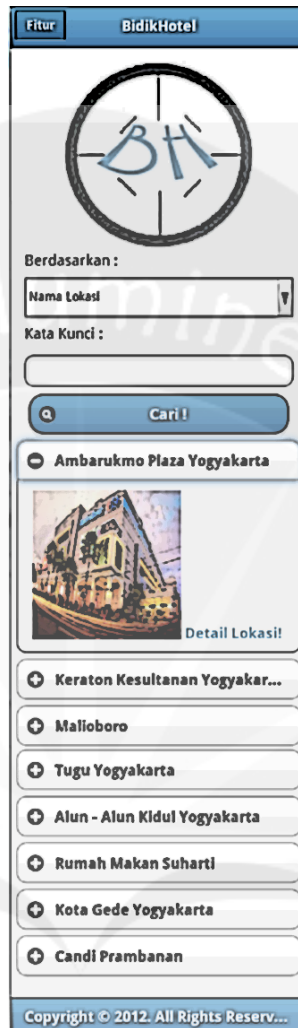 Fitur
BidikHotel
BH
Berdasarkan :
Nama Lokasi
Kata Kunci :
Cari !
Ambarukmo Plaza Yogyakarta
Detail Lokasi!
Keraton Kesultanan Yogyakar...
Malioboro
Tugu Yogyakarta
Alun - Alun Kidul Yogyakarta
Rumah Makan Suharti
Kota Gede Yogyakarta
Candi Prambanan
Copyright © 2012. All Rights Reserv...